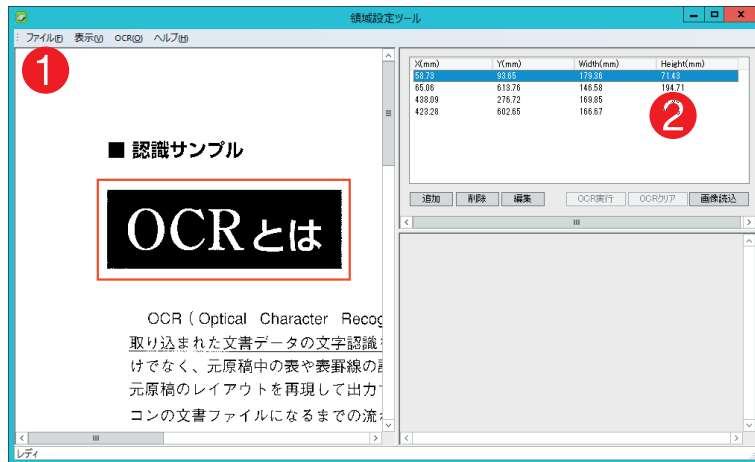 領域設定ツール
ファイル(F) 表示(V) OCR(O) ヘルプ(H)
1
■ 認識サンプル
OCRとは
OCR ( Optical Character Recog
取り込まれた文書データの文字認識
けでなく、元原稿中の表や表罫線の
元原稿のレイアウトを再現して出力
コンの文書ファイルになるまでの流
X(mm) Y(mm) Width(mm) Height(mm)
58.73 93.65 179.36 71.43
65.06 613.76 146.58 194.71
438.09 276.72 169.85
423.28 602.65 166.67
2
追加 削除 編集 OCR実行 OCRクリア 画像読込
レディ